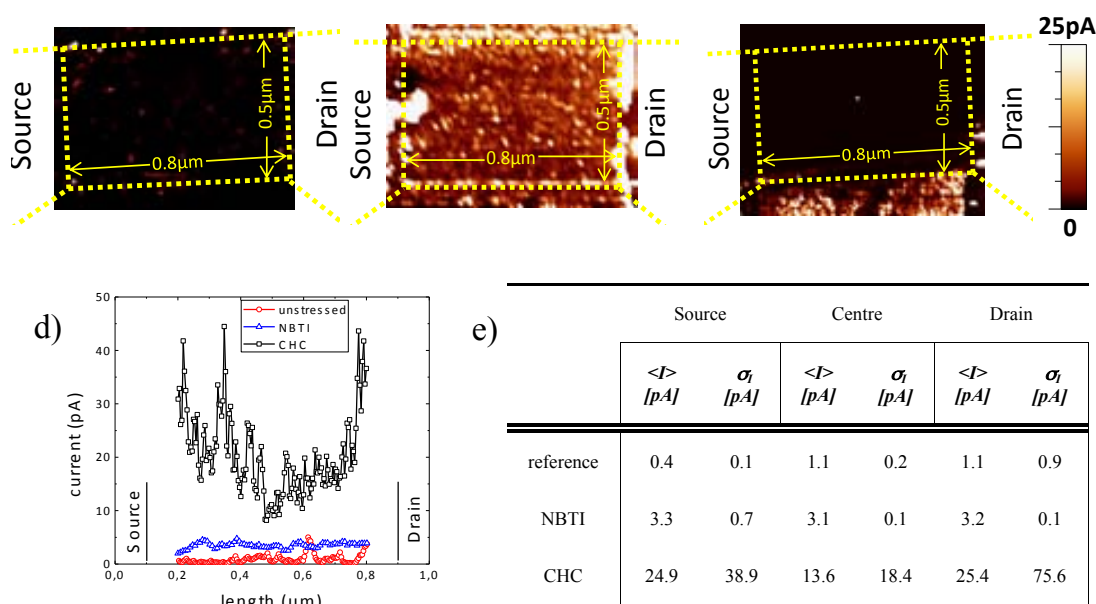 25pA
Source
0.5µm
0.8µm
Drain
Source
0.5µm
0.8µm
Drain
Source
0.5µm
0.8µm
Drain
0
d)
50
40
30
20
10
0
current (pA)
unstressed
NBTI
CHC
Source
Drain
0,0 0,2 0,4 0,6 0,8 1,0
length (µm)
e)
Source Centre Drain
<I> σI <I> σI <I> σI
[pA] [pA] [pA] [pA] [pA] [pA]
reference 0.4 0.1 1.1 0.2 1.1 0.9
NBTI 3.3 0.7 3.1 0.1 3.2 0.1
CHC 24.9 38.9 13.6 18.4 25.4 75.6